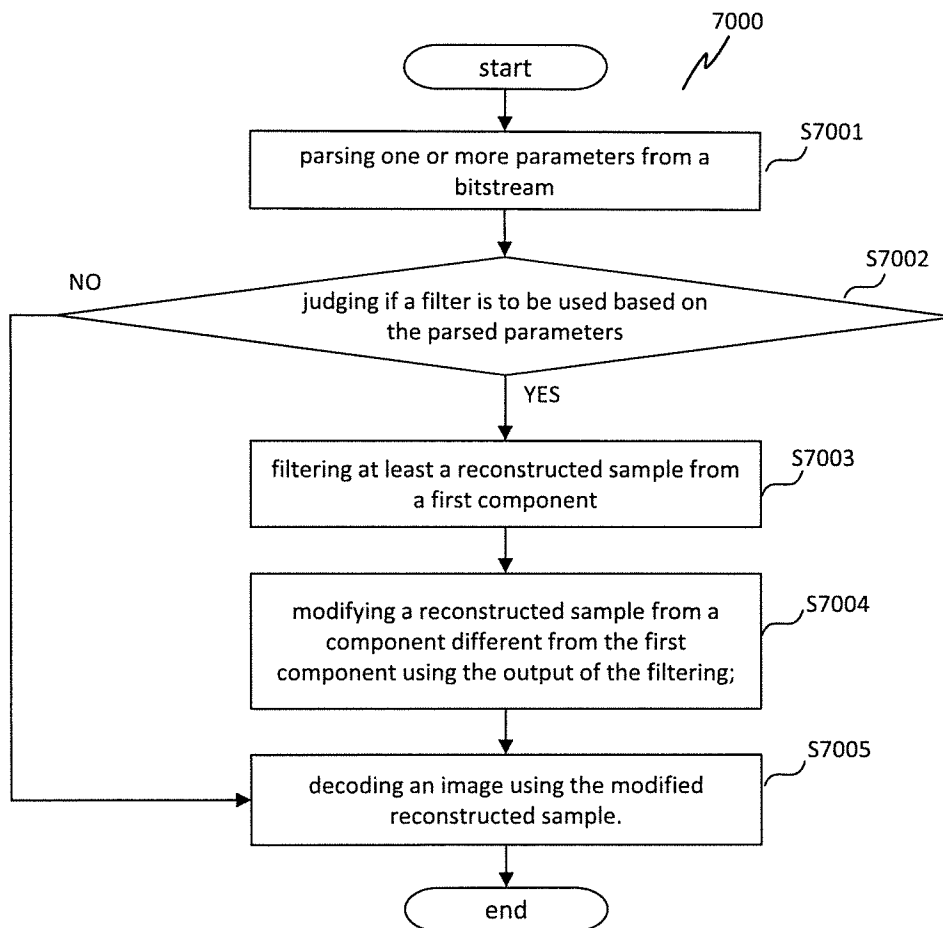 7000
start
S7001
parsing one or more parameters from a
bitstream
S7002
NO
judging if a filter is to be used based on
the parsed parameters
YES
S7003
filtering at least a reconstructed sample from
a first component
S7004
modifying a reconstructed sample from a
component different from the first
component using the output of the filtering;
S7005
decoding an image using the modified
reconstructed sample.
end